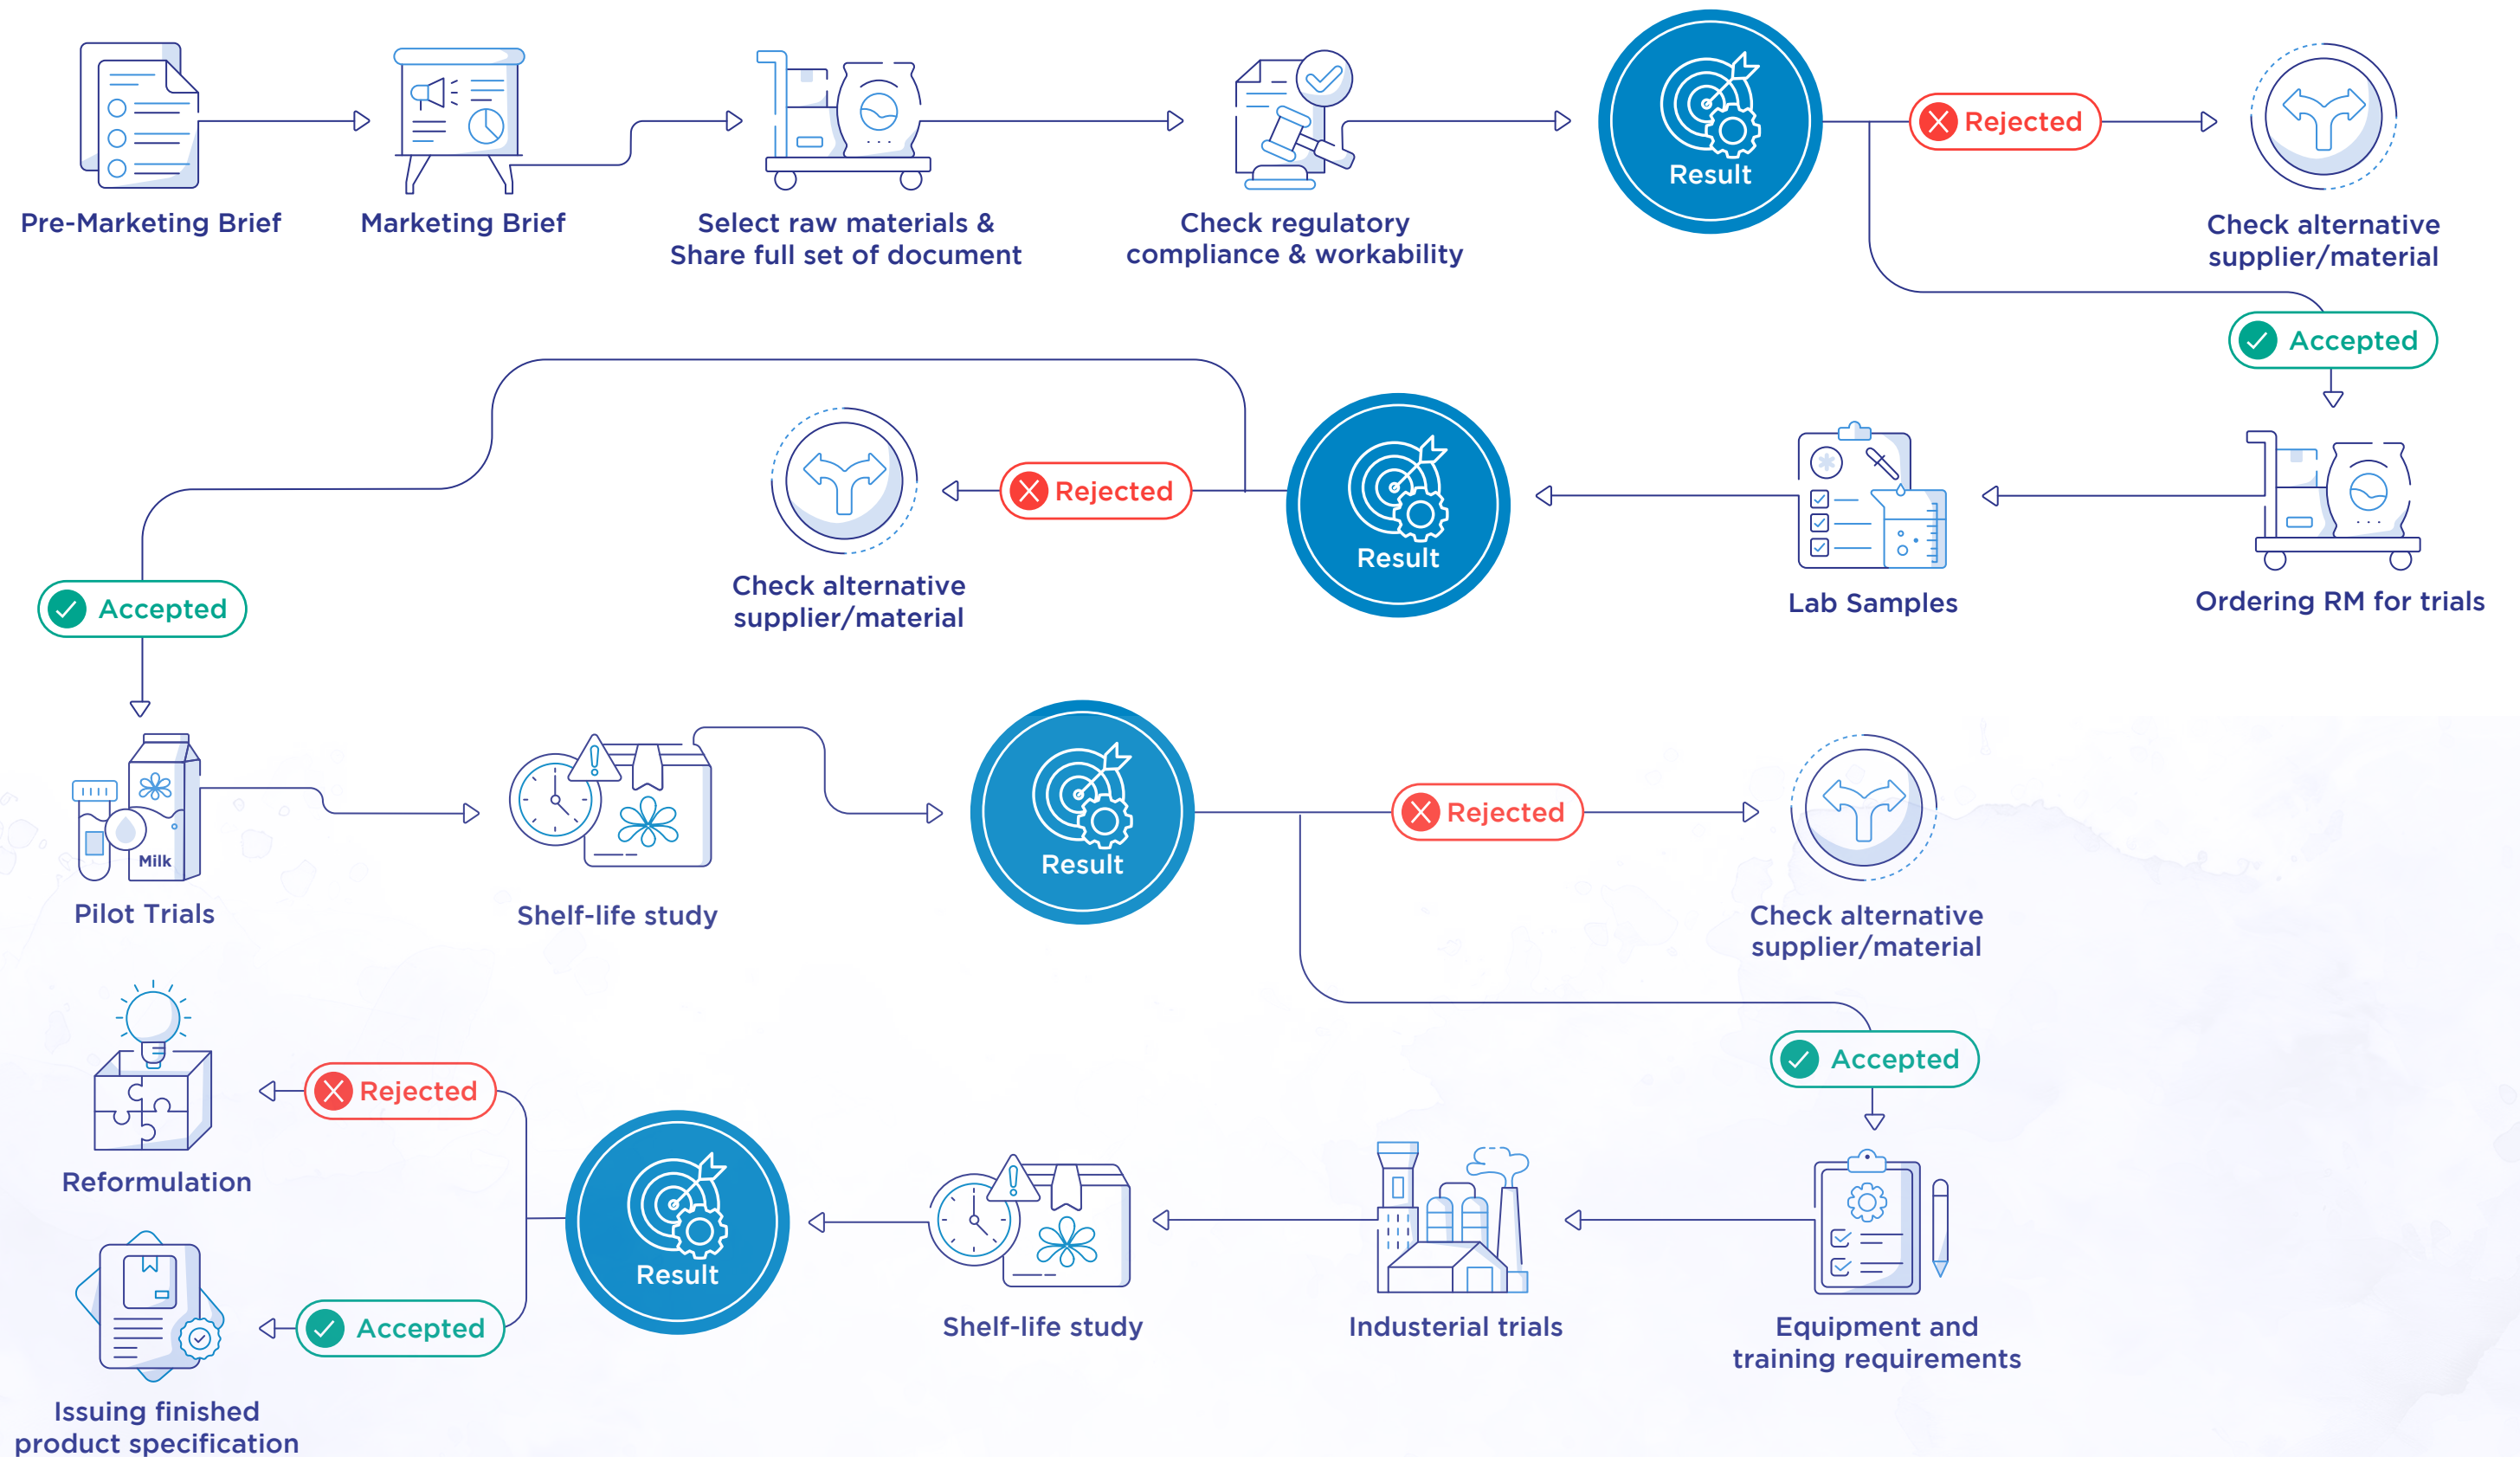 Pre-Marketing Brief
Marketing Brief
Select raw materials &
Share full set of document
Check regulatory
compliance & workability
Result
Rejected
Check alternative
supplier/material
Accepted
Ordering RM for trials
Lab Samples
Result
Rejected
Check alternative
supplier/material
Accepted
Milk
Pilot Trials
Shelf-life study
Result
Rejected
Check alternative
supplier/material
Accepted
Equipment and
training requirements
Industerial trials
Shelf-life study
Result
Rejected
Reformulation
Accepted
Issuing finished
product specification